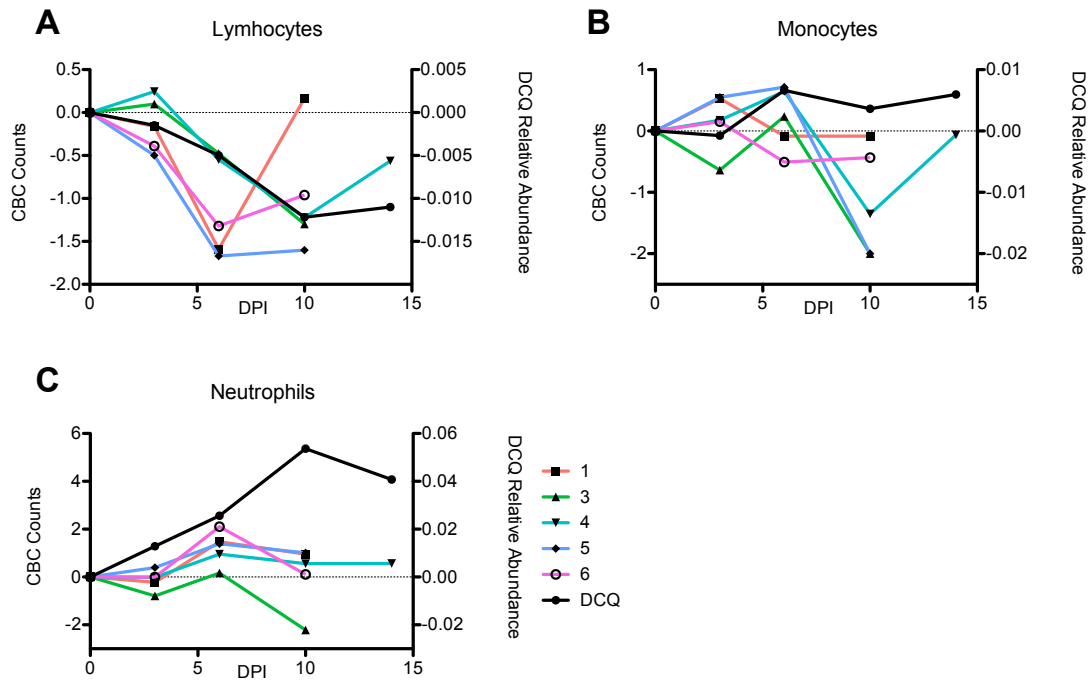 A
Lymhocytes
0.5
0.0
-0.5
-1.0
-1.5
-2.0
CBC Counts
0.005
-0.000
-0.005
-0.010
-0.015
DCQ Relative Abundance
0
5
10
15
DPI
B
Monocytes
1
0
-1
-2
CBC Counts
0.01
0.00
-0.01
-0.02
DCQ Relative Abundance
0
5
10
15
DPI
C
Neutrophils
6
4
2
0
-2
CBC Counts
0.06
0.04
0.02
0.00
-0.02
DCQ Relative Abundance
0
5
10
15
DPI
1
3
4
5
6
DCQ